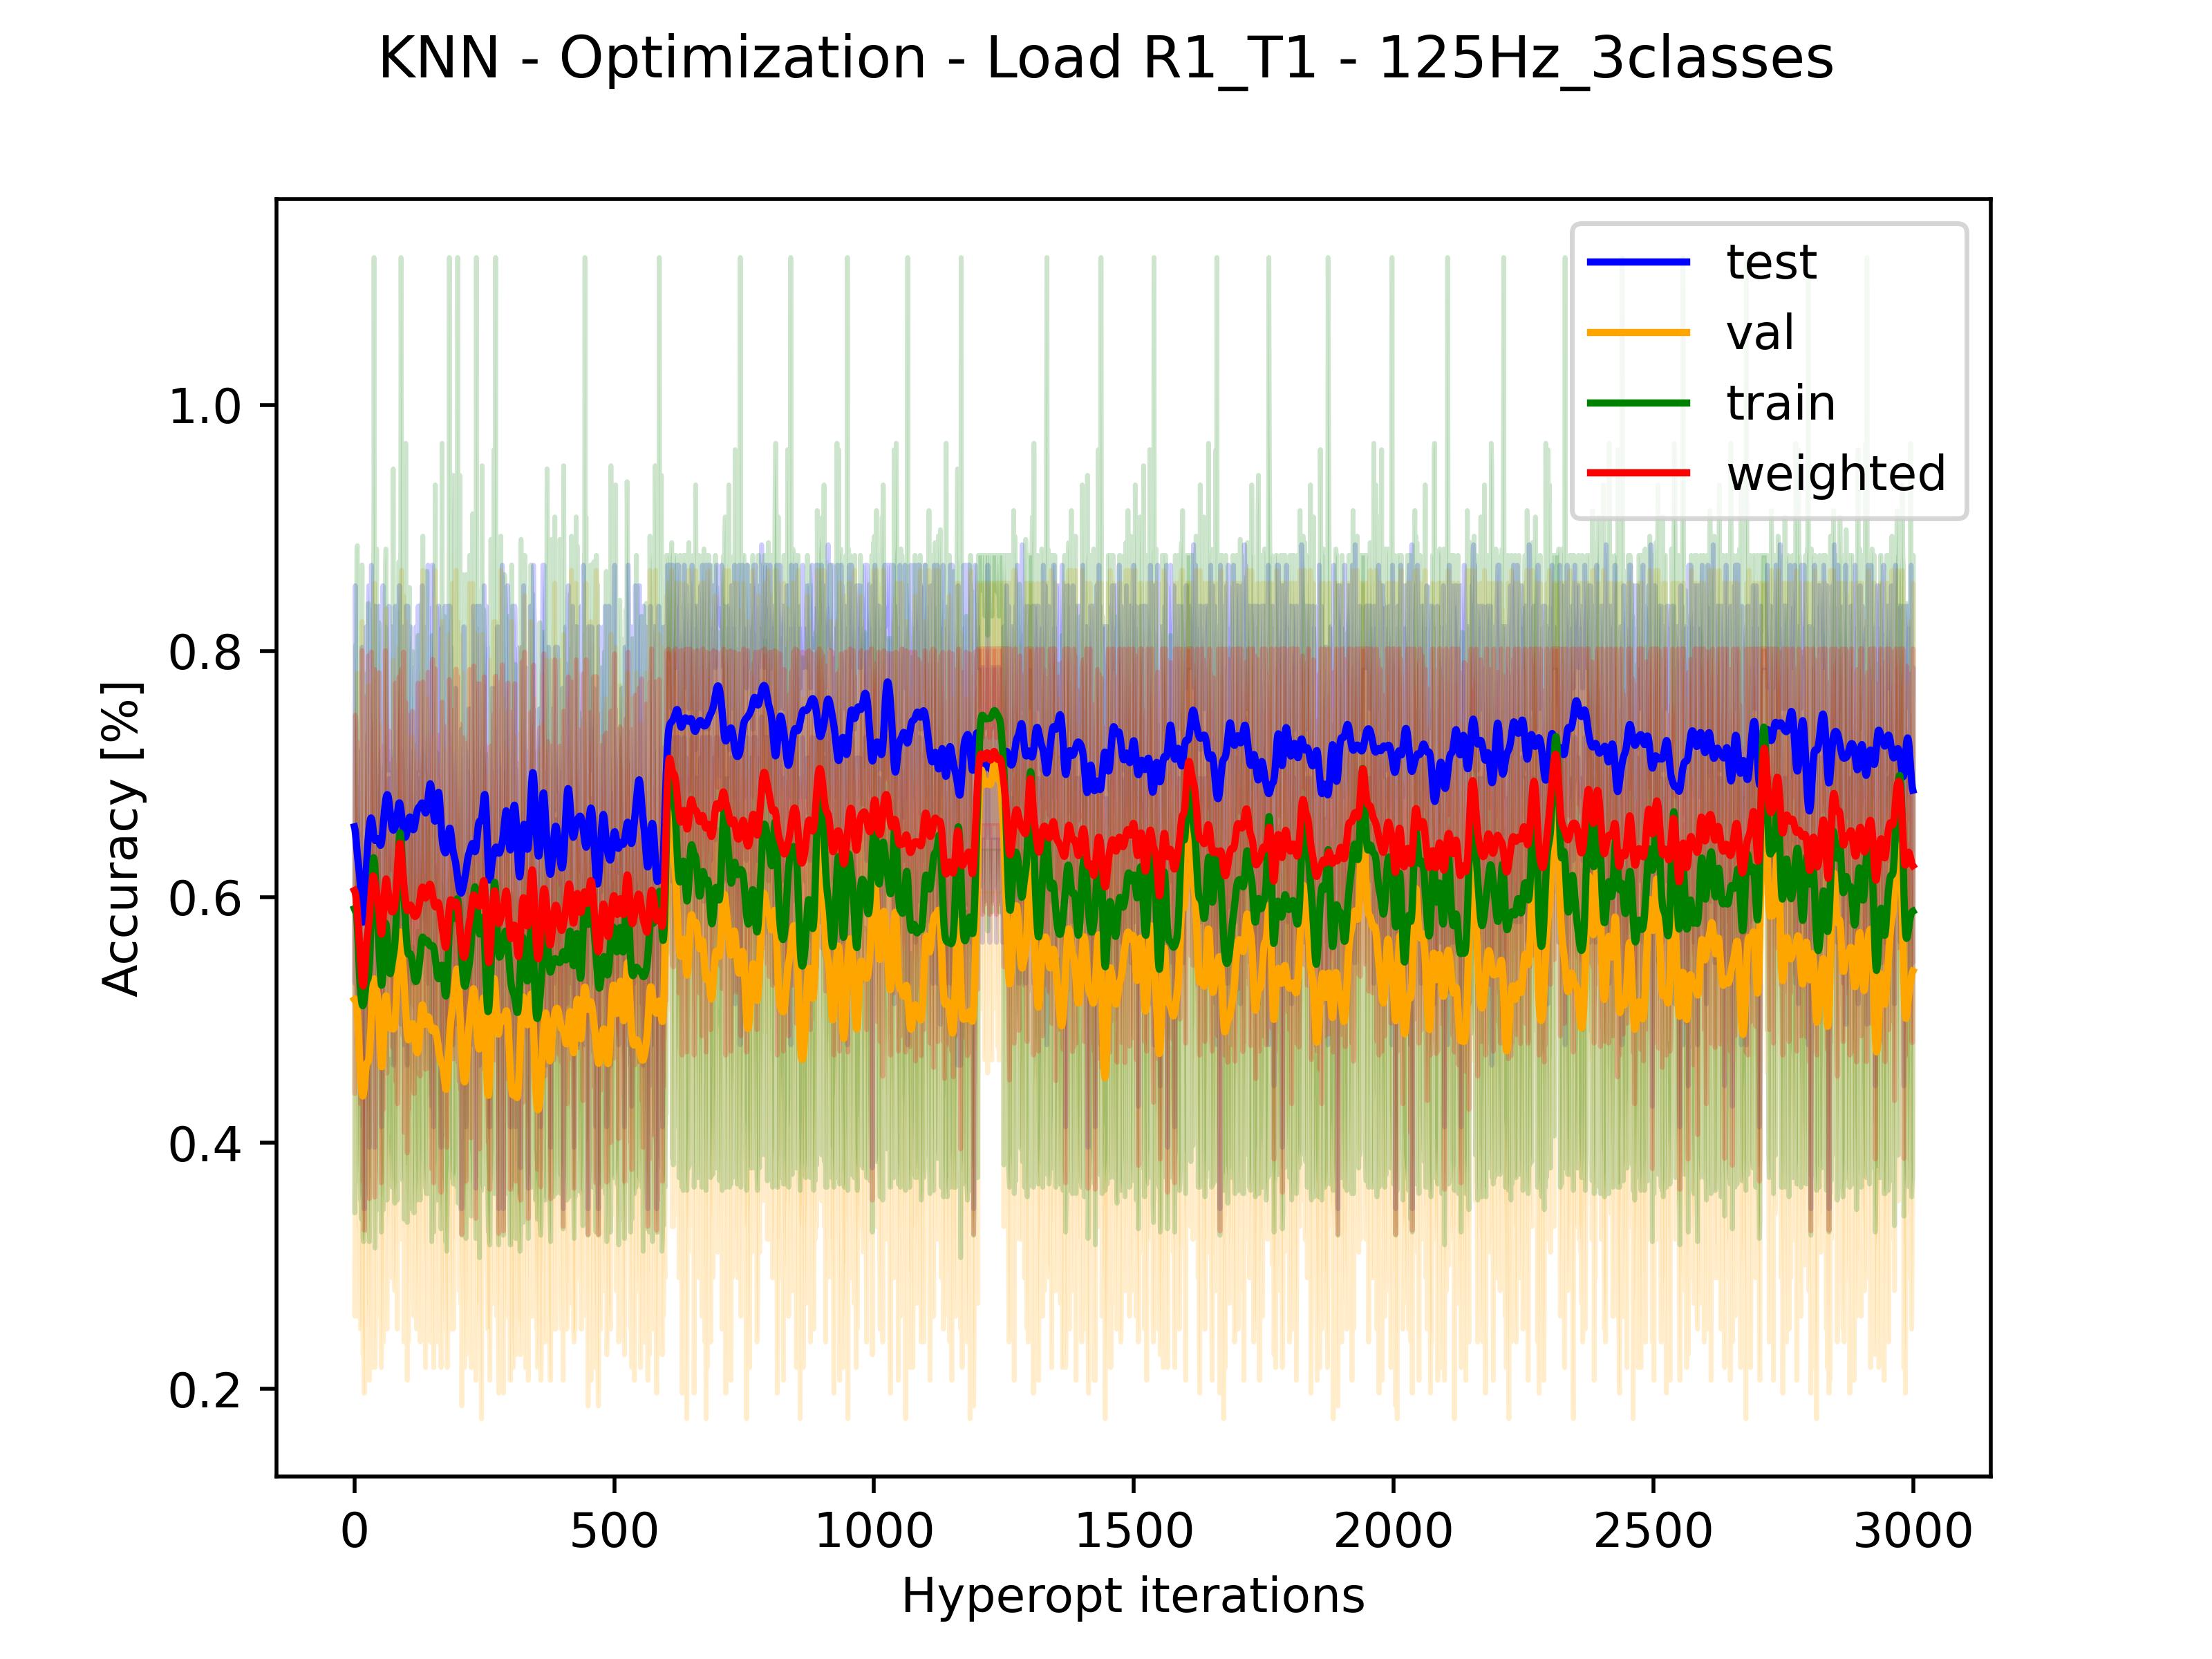 KNN - Optimization - Load R1_T1 - 125Hz_3classes
test
val
train
weighted
Accuracy [%]
1.0
0.8
0.6
0.4
0.2
0 500 1000 1500 2000 2500 3000
Hyperopt iterations